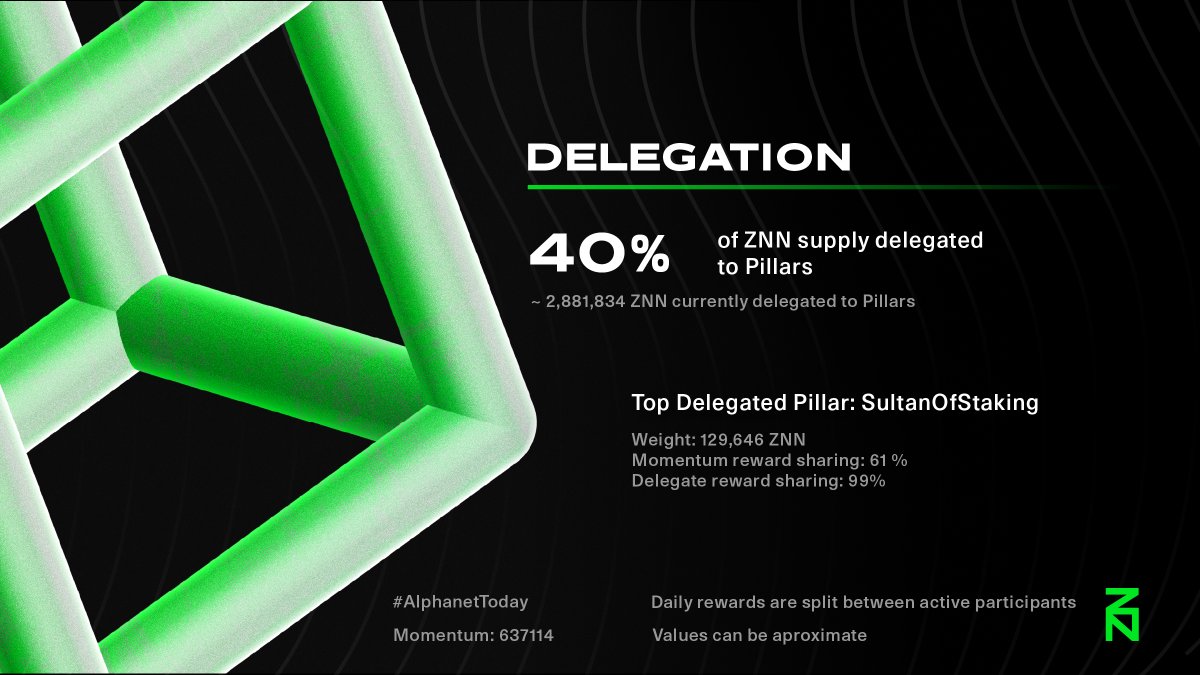 DELEGATION
40%
of ZNN supply delegated
to Pillars
~ 2,881,834 ZNN currently delegated to Pillars
Top Delegated Pillar: SultanOfStaking
Weight: 129,646 ZNN
Momentum reward sharing: 61 %
Delegate reward sharing: 99%
#AlphanetToday
Daily rewards are split between active participants
Momentum: 637114
Values can be aproximate